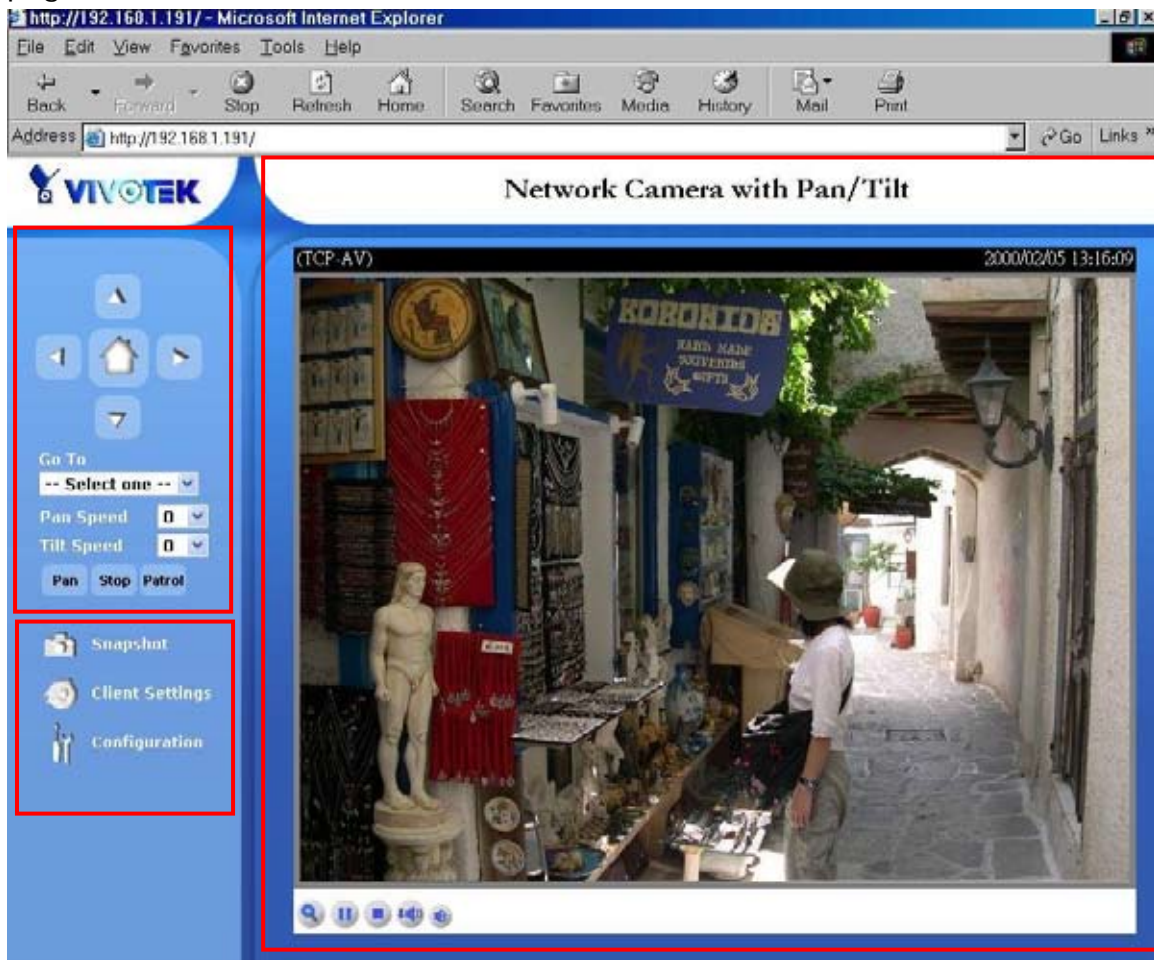 http://192.168.1.191/ - Microsoft Internet Explorer
File Edit View Favorites Tools Help
Back Forward Stop Refresh Home Search Favorites Media History Mail Print
Address http://192.168.1.191/ Go Links »
VIVOTEK
Network Camera with Pan/Tilt
(TCP-AV) 2000/02/05 13:16:09
KOBONIDA
HAND MADE
SOUVENIRS
GIFTS
Go To
-- Select one --
Pan Speed 0
Tilt Speed 0
Pan Stop Patrol
Snapshot
Client Settings
Configuration